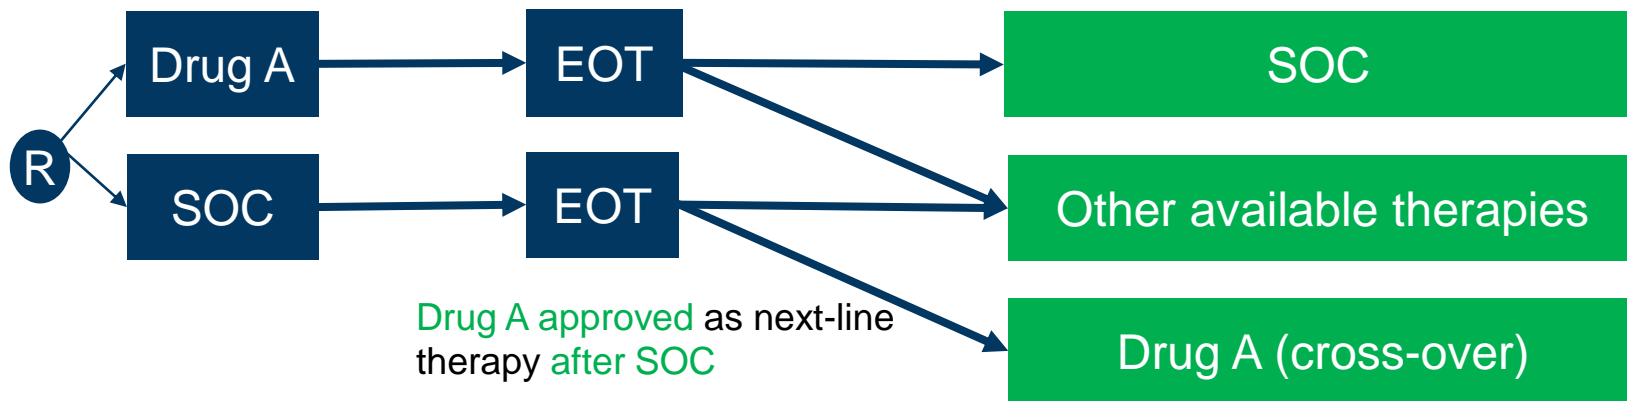 Drug A
EOT
SOC
R
SOC
EOT
Other available therapies
Drug A approved as next-line
therapy after SOC
Drug A (cross-over)